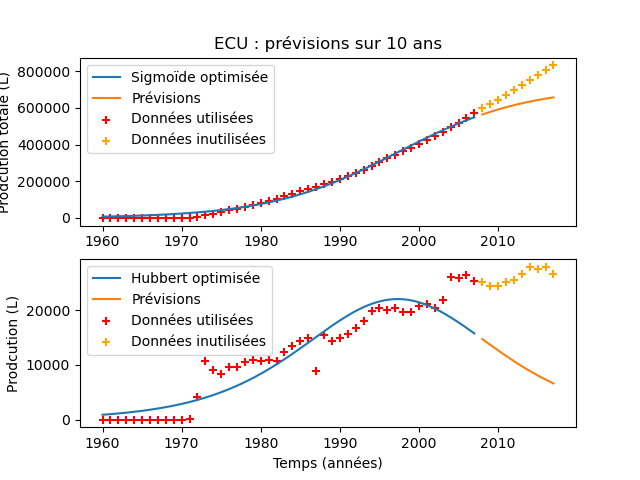 ECU : prévisions sur 10 ans
Prodcution totale (L)
800000
600000
400000
200000
0
Sigmoïde optimisée
Prévisions
Données utilisées
Données inutilisées
1960 1970 1980 1990 2000 2010
Prodcution (L)
20000
10000
0
Hubbert optimisée
Prévisions
Données utilisées
Données inutilisées
1960 1970 1980 1990 2000 2010
Temps (années)